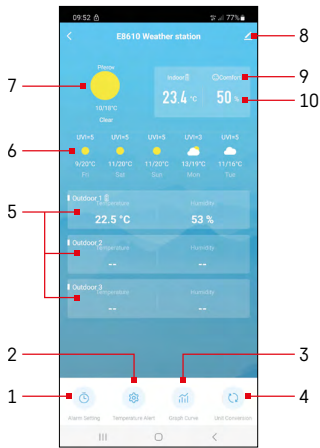 09:52
77%
E8610 Weather station
8
Přerov
10/18°C
Clear
7
Indoor
Comfort
9
23.4 °C
50 %
10
UVI=5 UVI=5 UVI=5 UVI=3 UVI=5
9/20°C 11/20°C 11/20°C 13/19°C 11/16°C
Fri Sat Sun Mon Tue
6
Outdoor 1
Temperature Humidity
22.5 °C 53 %
5
Outdoor 2
Temperature Humidity
-- --
Outdoor 3
Temperature Humidity
-- --
2
3
1
4
Alarm Setting Temperature Alert Graph Curve Unit Conversion